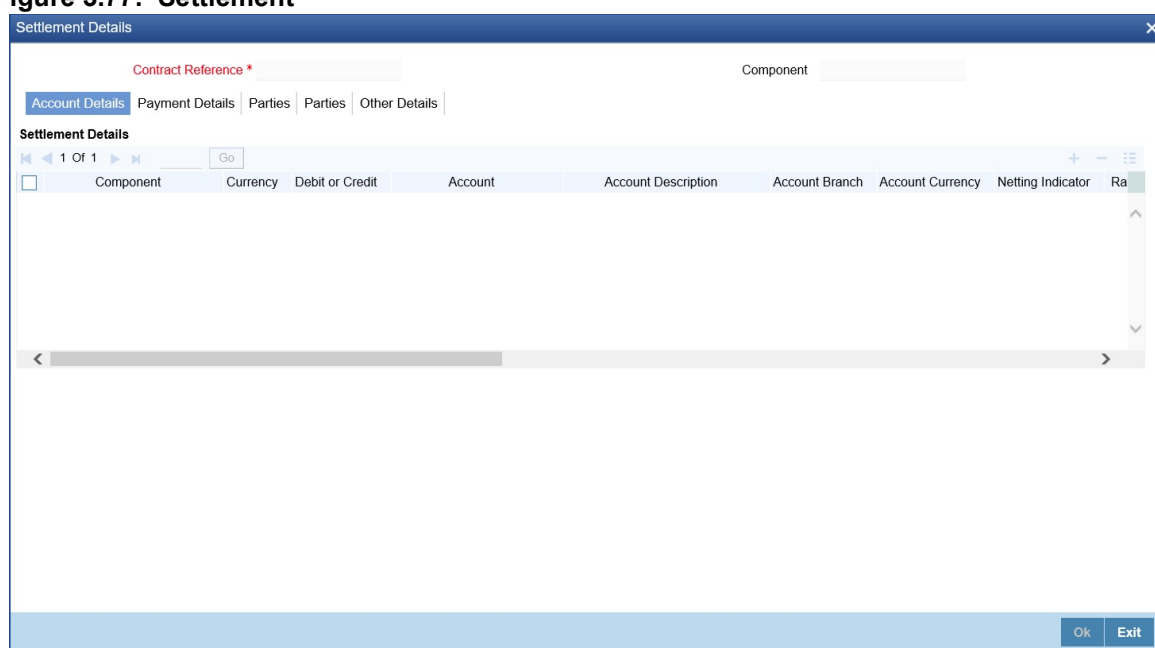 igure 5.77: Settlement
Settlement Details
Contract Reference *
Component
Account Details Payment Details Parties Parties Other Details
Settlement Details
1 Of 1 Go
Component Currency Debit or Credit Account Account Description Account Branch Account Currency Netting Indicator Ra
Ok Exit